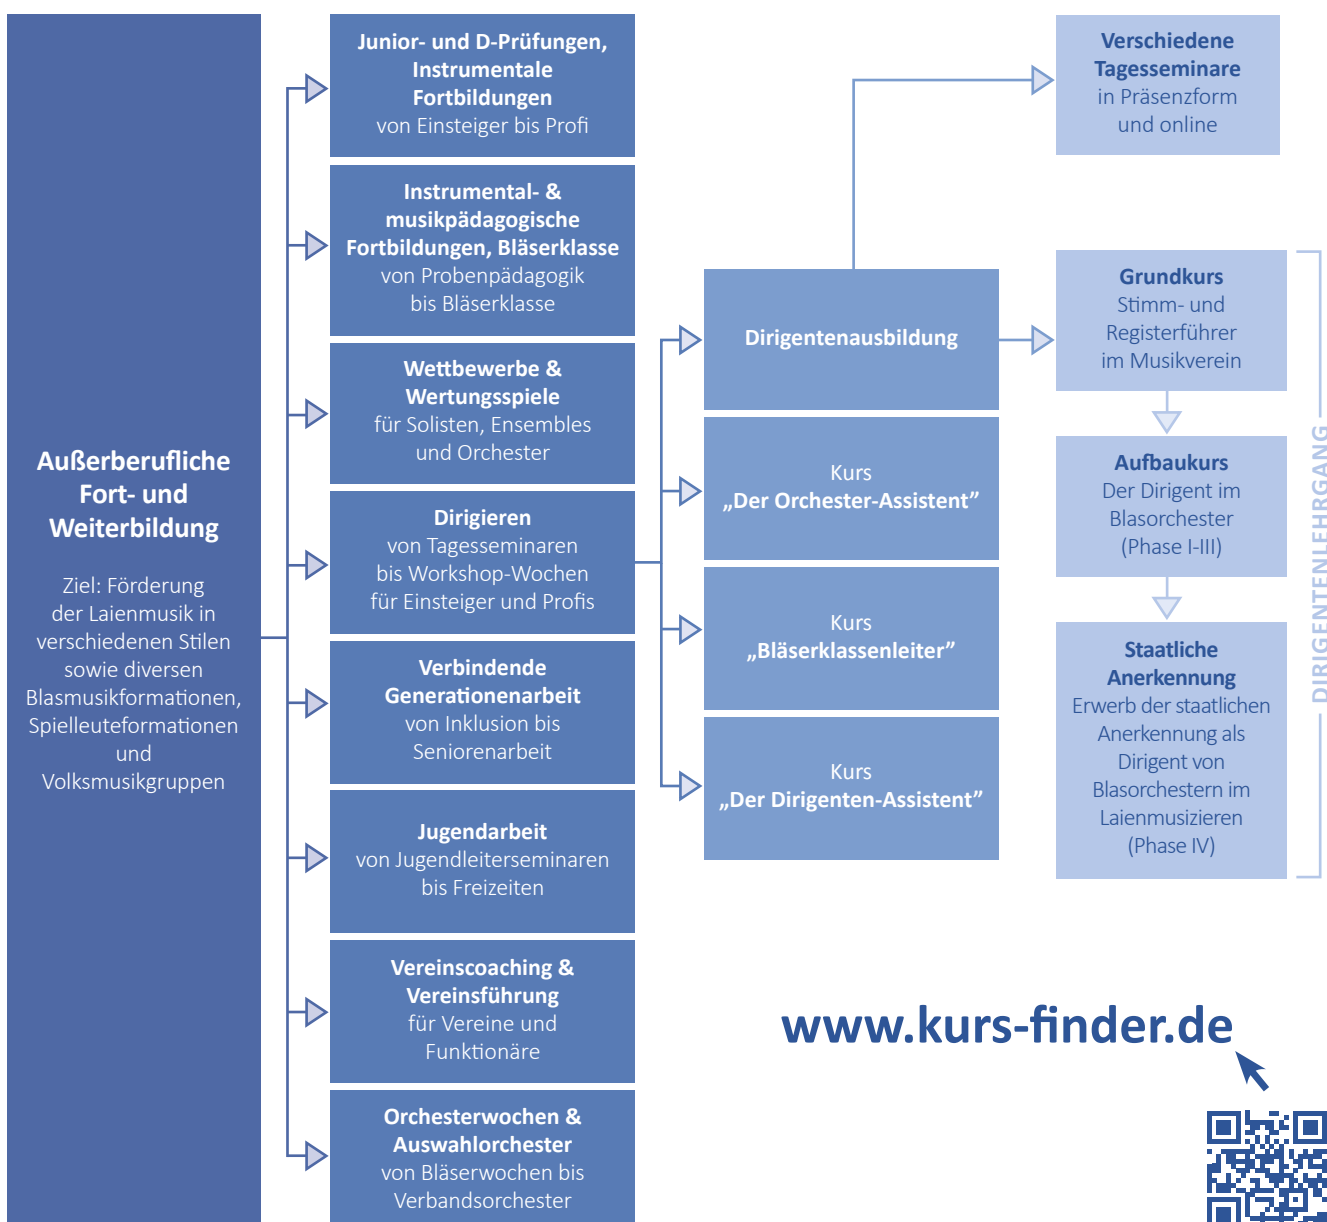 Außerberufliche
Fort- und
Weiterbildung
Ziel: Förderung
der Laienmusik in
verschiedenen Stilen
sowie diversen
Blasmusikformationen,
Spielleuteformationen
und
Volksmusikgruppen
Junior- und D-Prüfungen,
Instrumentale
Fortbildungen
von Einsteiger bis Profi
Instrumental- &
musikpädagogische
Fortbildungen, Bläserklasse
von Probenpädagogik
bis Bläserklasse
Wettbewerbe &
Wertungsspiele
für Solisten, Ensembles
und Orchester
Dirigieren
von Tagesseminaren
bis Workshop-Wochen
für Einsteiger und Profis
Verbindende
Generationenarbeit
von Inklusion bis
Seniorenarbeit
Jugendarbeit
von Jugendleiterseminaren
bis Freizeiten
Vereinscoaching &
Vereinsführung
für Vereine und
Funktionäre
Orchesterwochen &
Auswahlorchester
von Bläserwochen bis
Verbandsorchester
Dirigentenausbildung
Kurs
„Der Orchester-Assistent”
Kurs
„Bläserklassenleiter”
Kurs
„Der Dirigenten-Assistent”
Verschiedene
Tagesseminare
in Präsenzform
und online
Grundkurs
Stimm- und
Registerführer
im Musikverein
Aufbaukurs
Der Dirigent im
Blasorchester
(Phase I-III)
Staatliche
Anerkennung
Erwerb der staatlichen
Anerkennung als
Dirigent von
Blasorchestern im
Laienmusizieren
(Phase IV)
DIRIGENTENLEHRGANG
www.kurs-finder.de